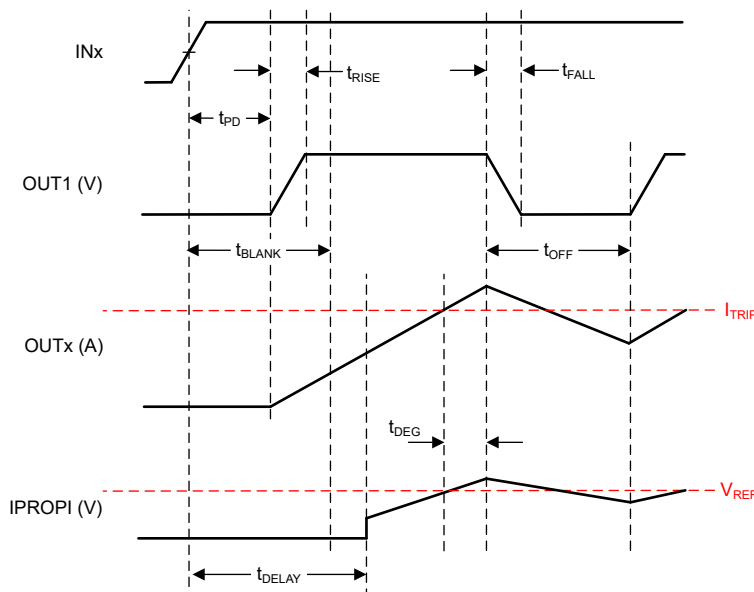 INx
tRISE
tFALL
tPD
OUT1 (V)
tBLANK
tOFF
ITRIP
OUTx (A)
tDEG
VREF
IPROPI (V)
tDELAY